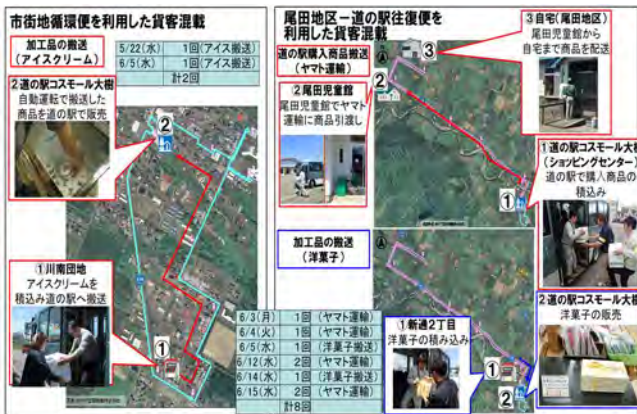 市街地循環便を利用した貨客混載
加工品の搬送
(アイスクリーム)
5/22(水) 1回(アイス搬送)
6/5(水) 1回(アイス搬送)
計2回
②道の駅コスモール大樹
自動運転で搬送した
商品を道の駅で販売
②
①川南団地
アイスクリームを
積込み道の駅へ搬送
①
尾田地区ー道の駅往復便を
利用した貨客混載
道の駅購入商品搬送
(ヤマト運輸)
②尾田児童館
尾田児童館でヤマト
運輸に商品引渡し
③
②
①
③自宅(尾田地区)
尾田児童館から
自宅まで商品を配送
①道の駅コスモール大樹
(ショッピングセンター)
道の駅で購入商品の
積込み
加工品の搬送
(洋菓子)
①新通2丁目
洋菓子の積み込み
①
②
②道の駅コスモール大樹
洋菓子の販売
6/3(月) 1回 (ヤマト運輸)
6/4(火) 1回 (ヤマト運輸)
6/5(水) 1回 (洋菓子搬送)
6/12(水) 2回 (ヤマト運輸)
6/14(水) 1回 (洋菓子搬送)
6/15(水) 2回 (ヤマト運輸)
計8回